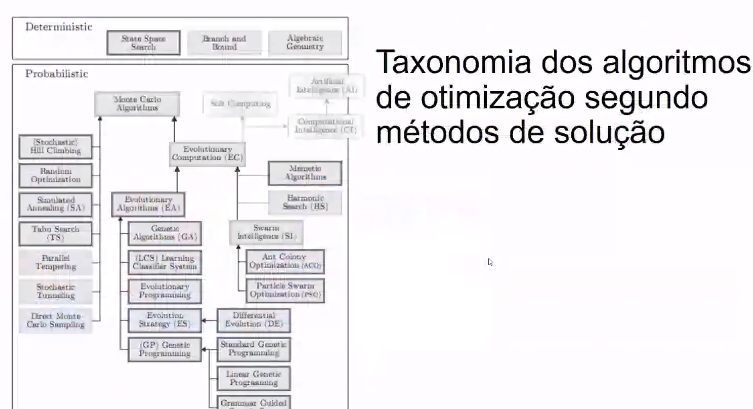 Deterministic
State Space
Search
Branch and
Bound
Algebraic
Geometry
Taxonomia dos algoritmos
de otimização segundo
métodos de solução
Probabilistic
Artificial
Intelligence (AI)
Monte Carlo
Algorithms
Soft Computing
Computational
Intelligence (CI)
(Stochastic)
Hill Climbing
Evolutionary
Computation (EC)
Random
Optimization
Memetic
Algorithms
Simulated
Annealing (SA)
Evolutionary
Algorithms (EA)
Harmonic
Search (HS)
Tabu Search
(TS)
Genetic
Algorithms (GA)
Swarm
Intelligence (SI)
Parallel
Tempering
(LCS) Learning
Classifier System
Ant Colony
Optimization (ACO)
Stochastic
Tunneling
Evolutionary
Programming
Particle Swarm
Optimization (PSO)
Direct Monte
Carlo Sampling
Evolution
Strategy (ES)
Differential
Evolution (DE)
(GP) Genetic
Programming
Standard Genetic
Programming
Linear Genetic
Programming
Grammar Guided